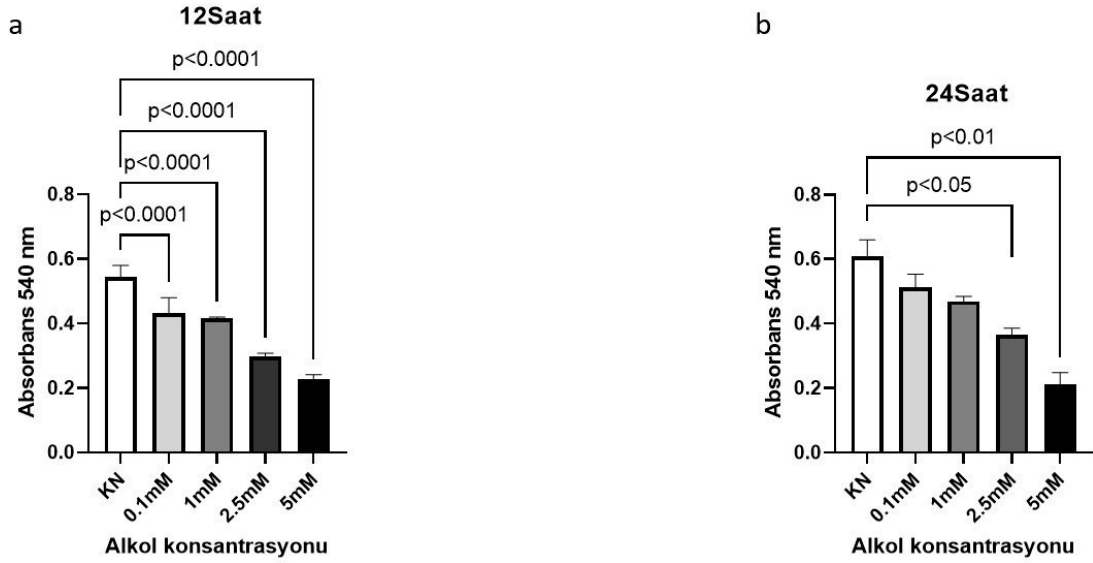 a
12Saat
p<0.0001
p<0.0001
p<0.0001
p<0.0001
Absorbans 540 nm
0.8
0.6
0.4
0.2
0.0
KN
0.1mM
1mM
2.5mM
5mM
Alkol konsantrasyonu
b
24Saat
p<0.01
p<0.05
Absorbans 540 nm
0.8
0.6
0.4
0.2
0.0
KN
0.1mM
1mM
2.5mM
5mM
Alkol konsantrasyonu